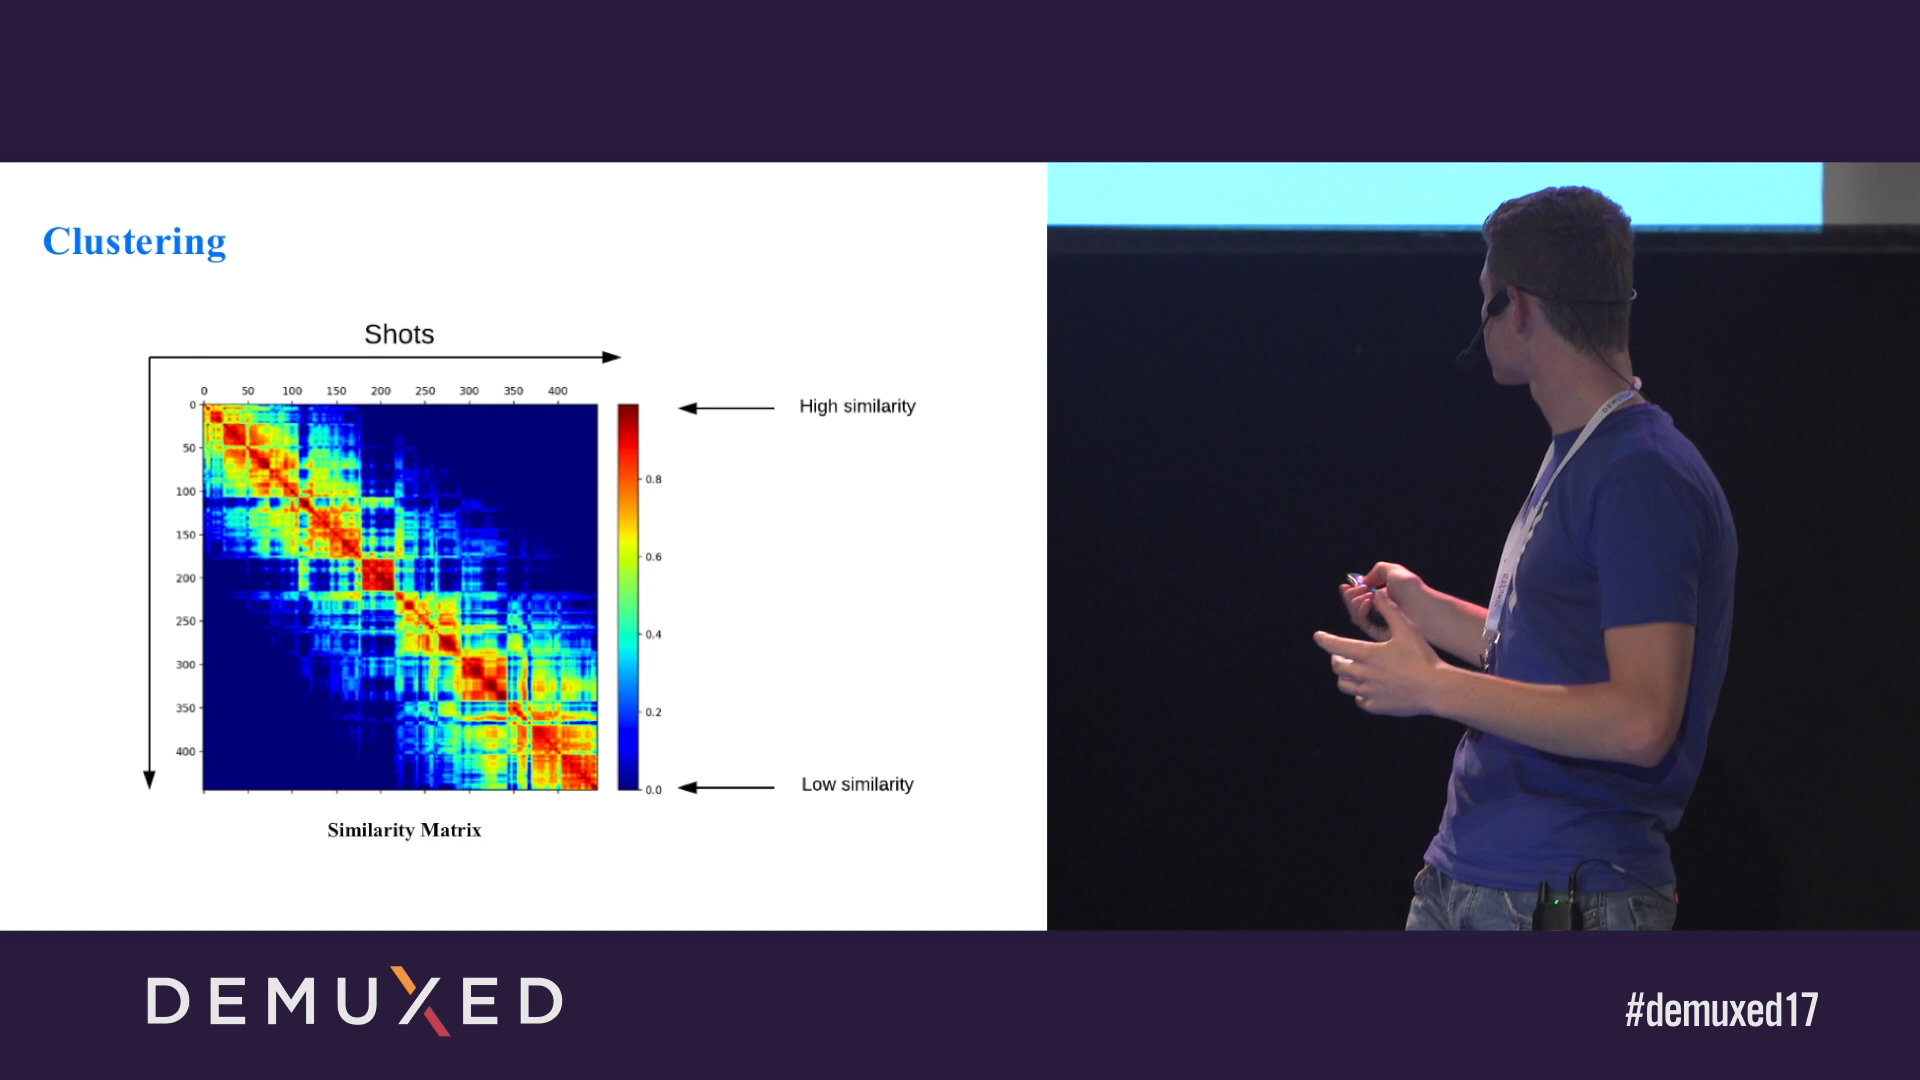 Clustering
Shots
0 50 100 150 200 250 300 350 400
0
50
100
150
200
250
300
350
400
0.8
0.6
0.4
0.2
0.0
High similarity
Low similarity
Similarity Matrix
DEMUXED
#demuxed17